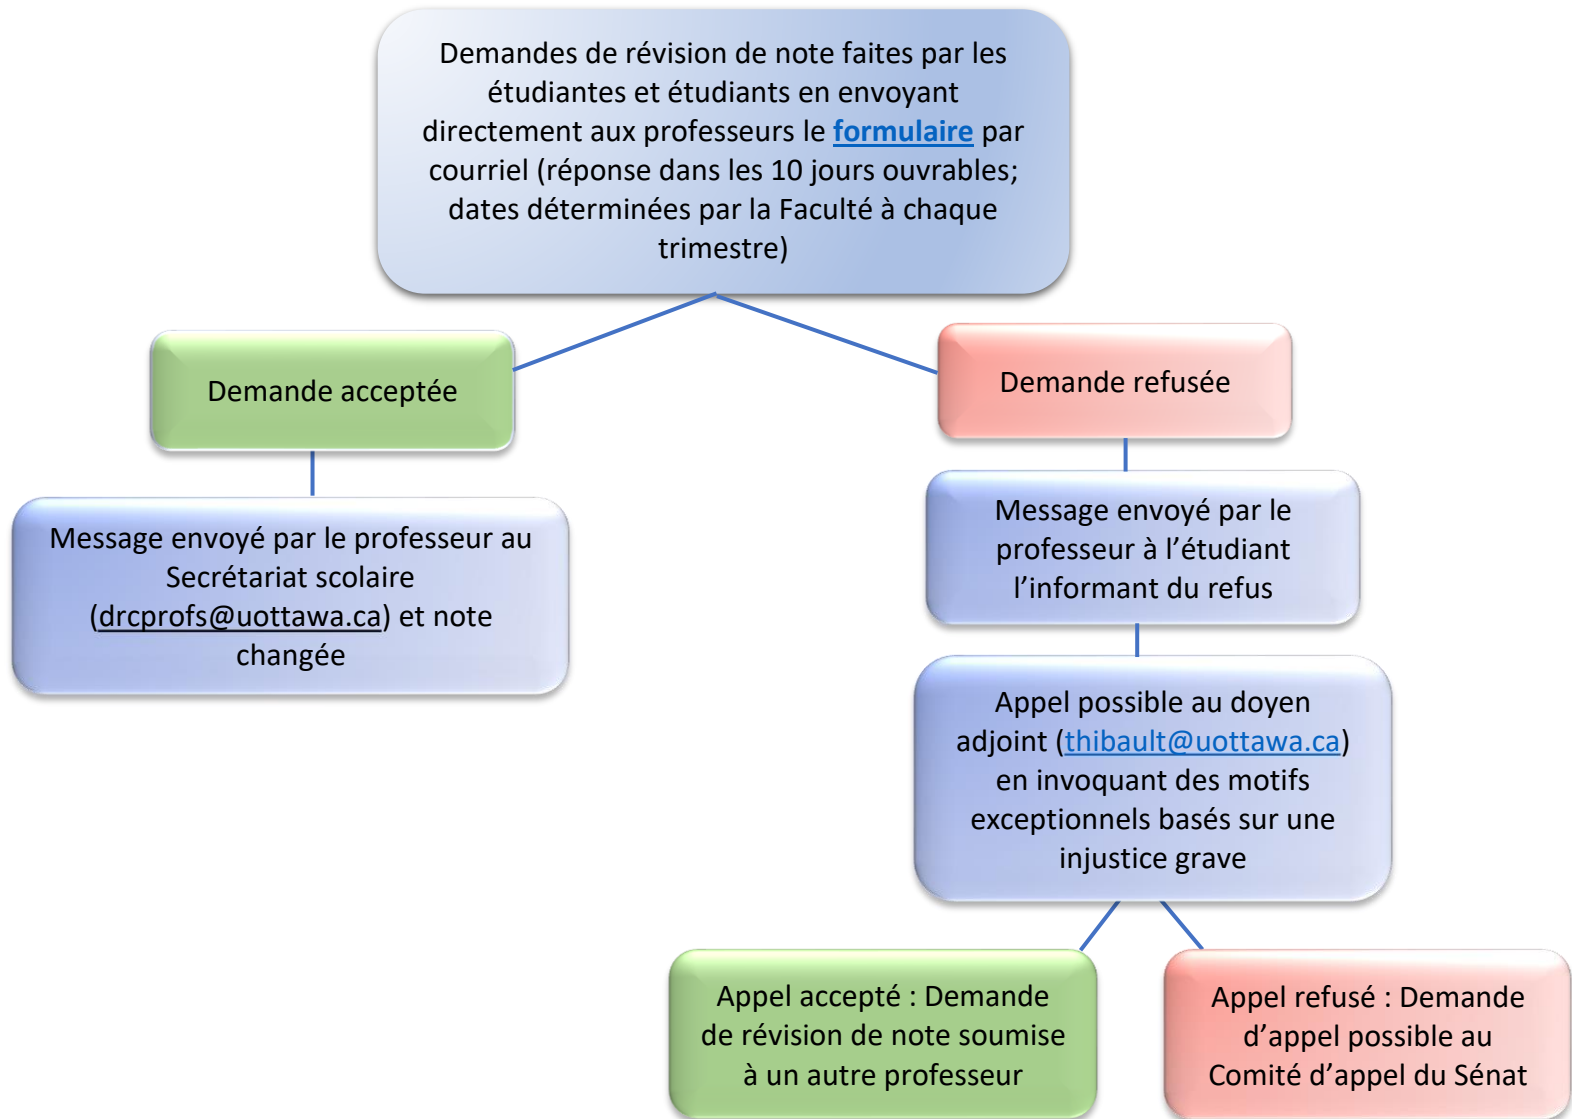 Demandes de révision de note faites par les
étudiantes et étudiants en envoyant
directement aux professeurs le formulaire par
courriel (réponse dans les 10 jours ouvrables;
dates déterminées par la Faculté à chaque
trimestre)
Demande acceptée
Demande refusée
Message envoyé par le professeur au
Secrétariat scolaire
(drcprofs@uottawa.ca) et note
changée
Message envoyé par le
professeur à l’étudiant
l’informant du refus
Appel possible au doyen
adjoint (thibault@uottawa.ca)
en invoquant des motifs
exceptionnels basés sur une
injustice grave
Appel accepté : Demande
de révision de note soumise
à un autre professeur
Appel refusé : Demande
d’appel possible au
Comité d’appel du Sénat